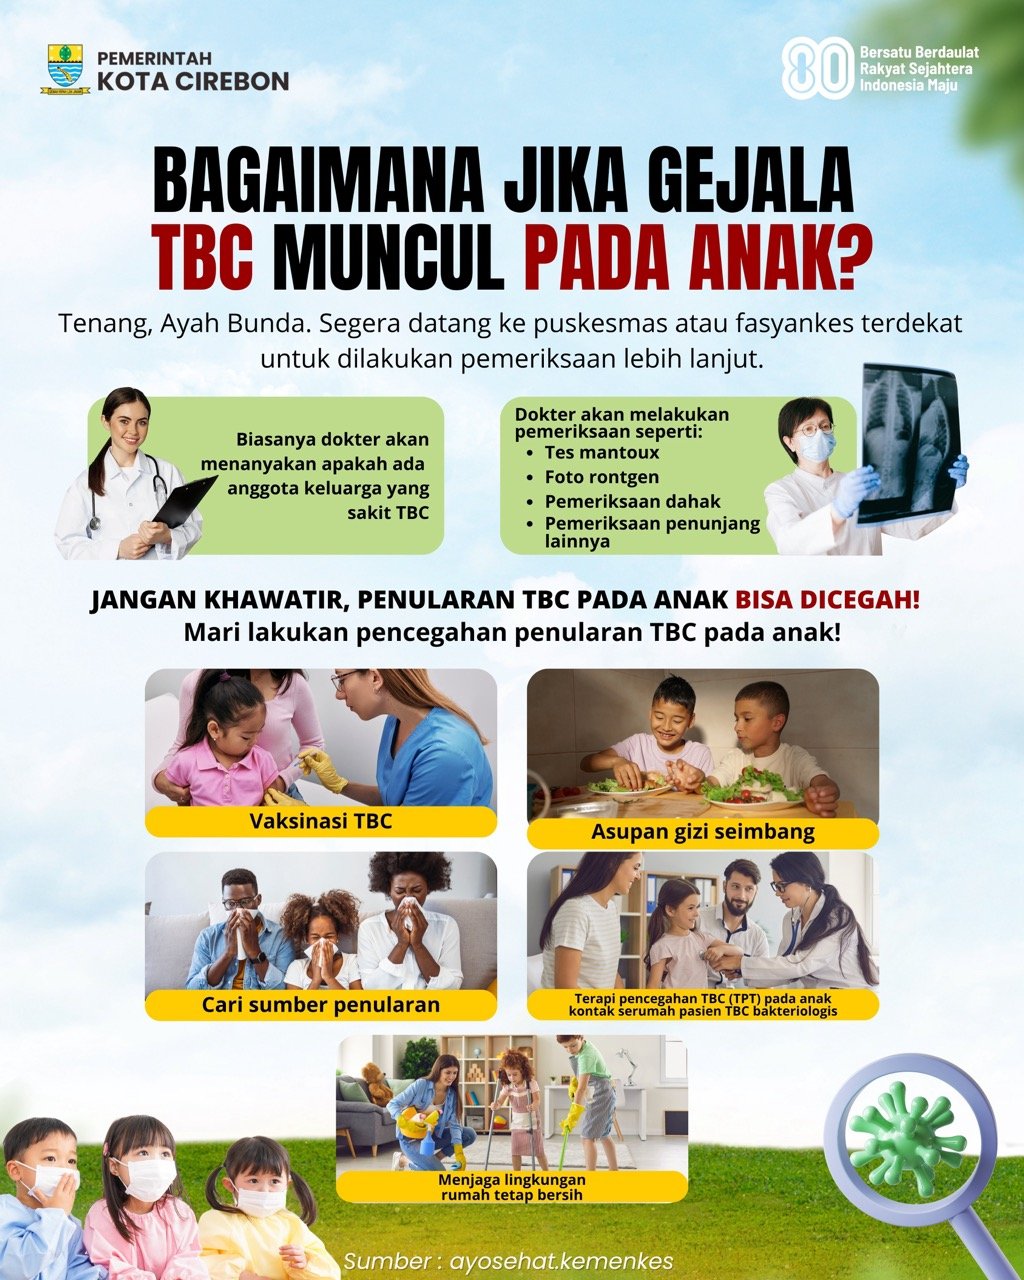 PEMERINTAH
KOTA CIREBON
80
Bersatu Berdaulat
Rakyat Sejahtera
Indonesia Maju
BAGAIMANA JIKA GEJALA
TBC MUNCUL PADA ANAK?
Tenang, Ayah Bunda. Segera datang ke puskesmas atau fasyankes terdekat
untuk dilakukan pemeriksaan lebih lanjut.
Biasanya dokter akan
menanyakan apakah ada
anggota keluarga yang
sakit TBC
Dokter akan melakukan
pemeriksaan seperti:
• Tes mantoux
• Foto rontgen
• Pemeriksaan dahak
• Pemeriksaan penunjang
lainnya
JANGAN KHAWATIR, PENULARAN TBC PADA ANAK BISA DICEGAH!
Mari lakukan pencegahan penularan TBC pada anak!
Vaksinasi TBC
Asupan gizi seimbang
Cari sumber penularan
Terapi pencegahan TBC (TPT) pada anak
kontak serumah pasien TBC bakteriologis
Menjaga lingkungan
rumah tetap bersih
Sumber : ayosehat.kemenkes